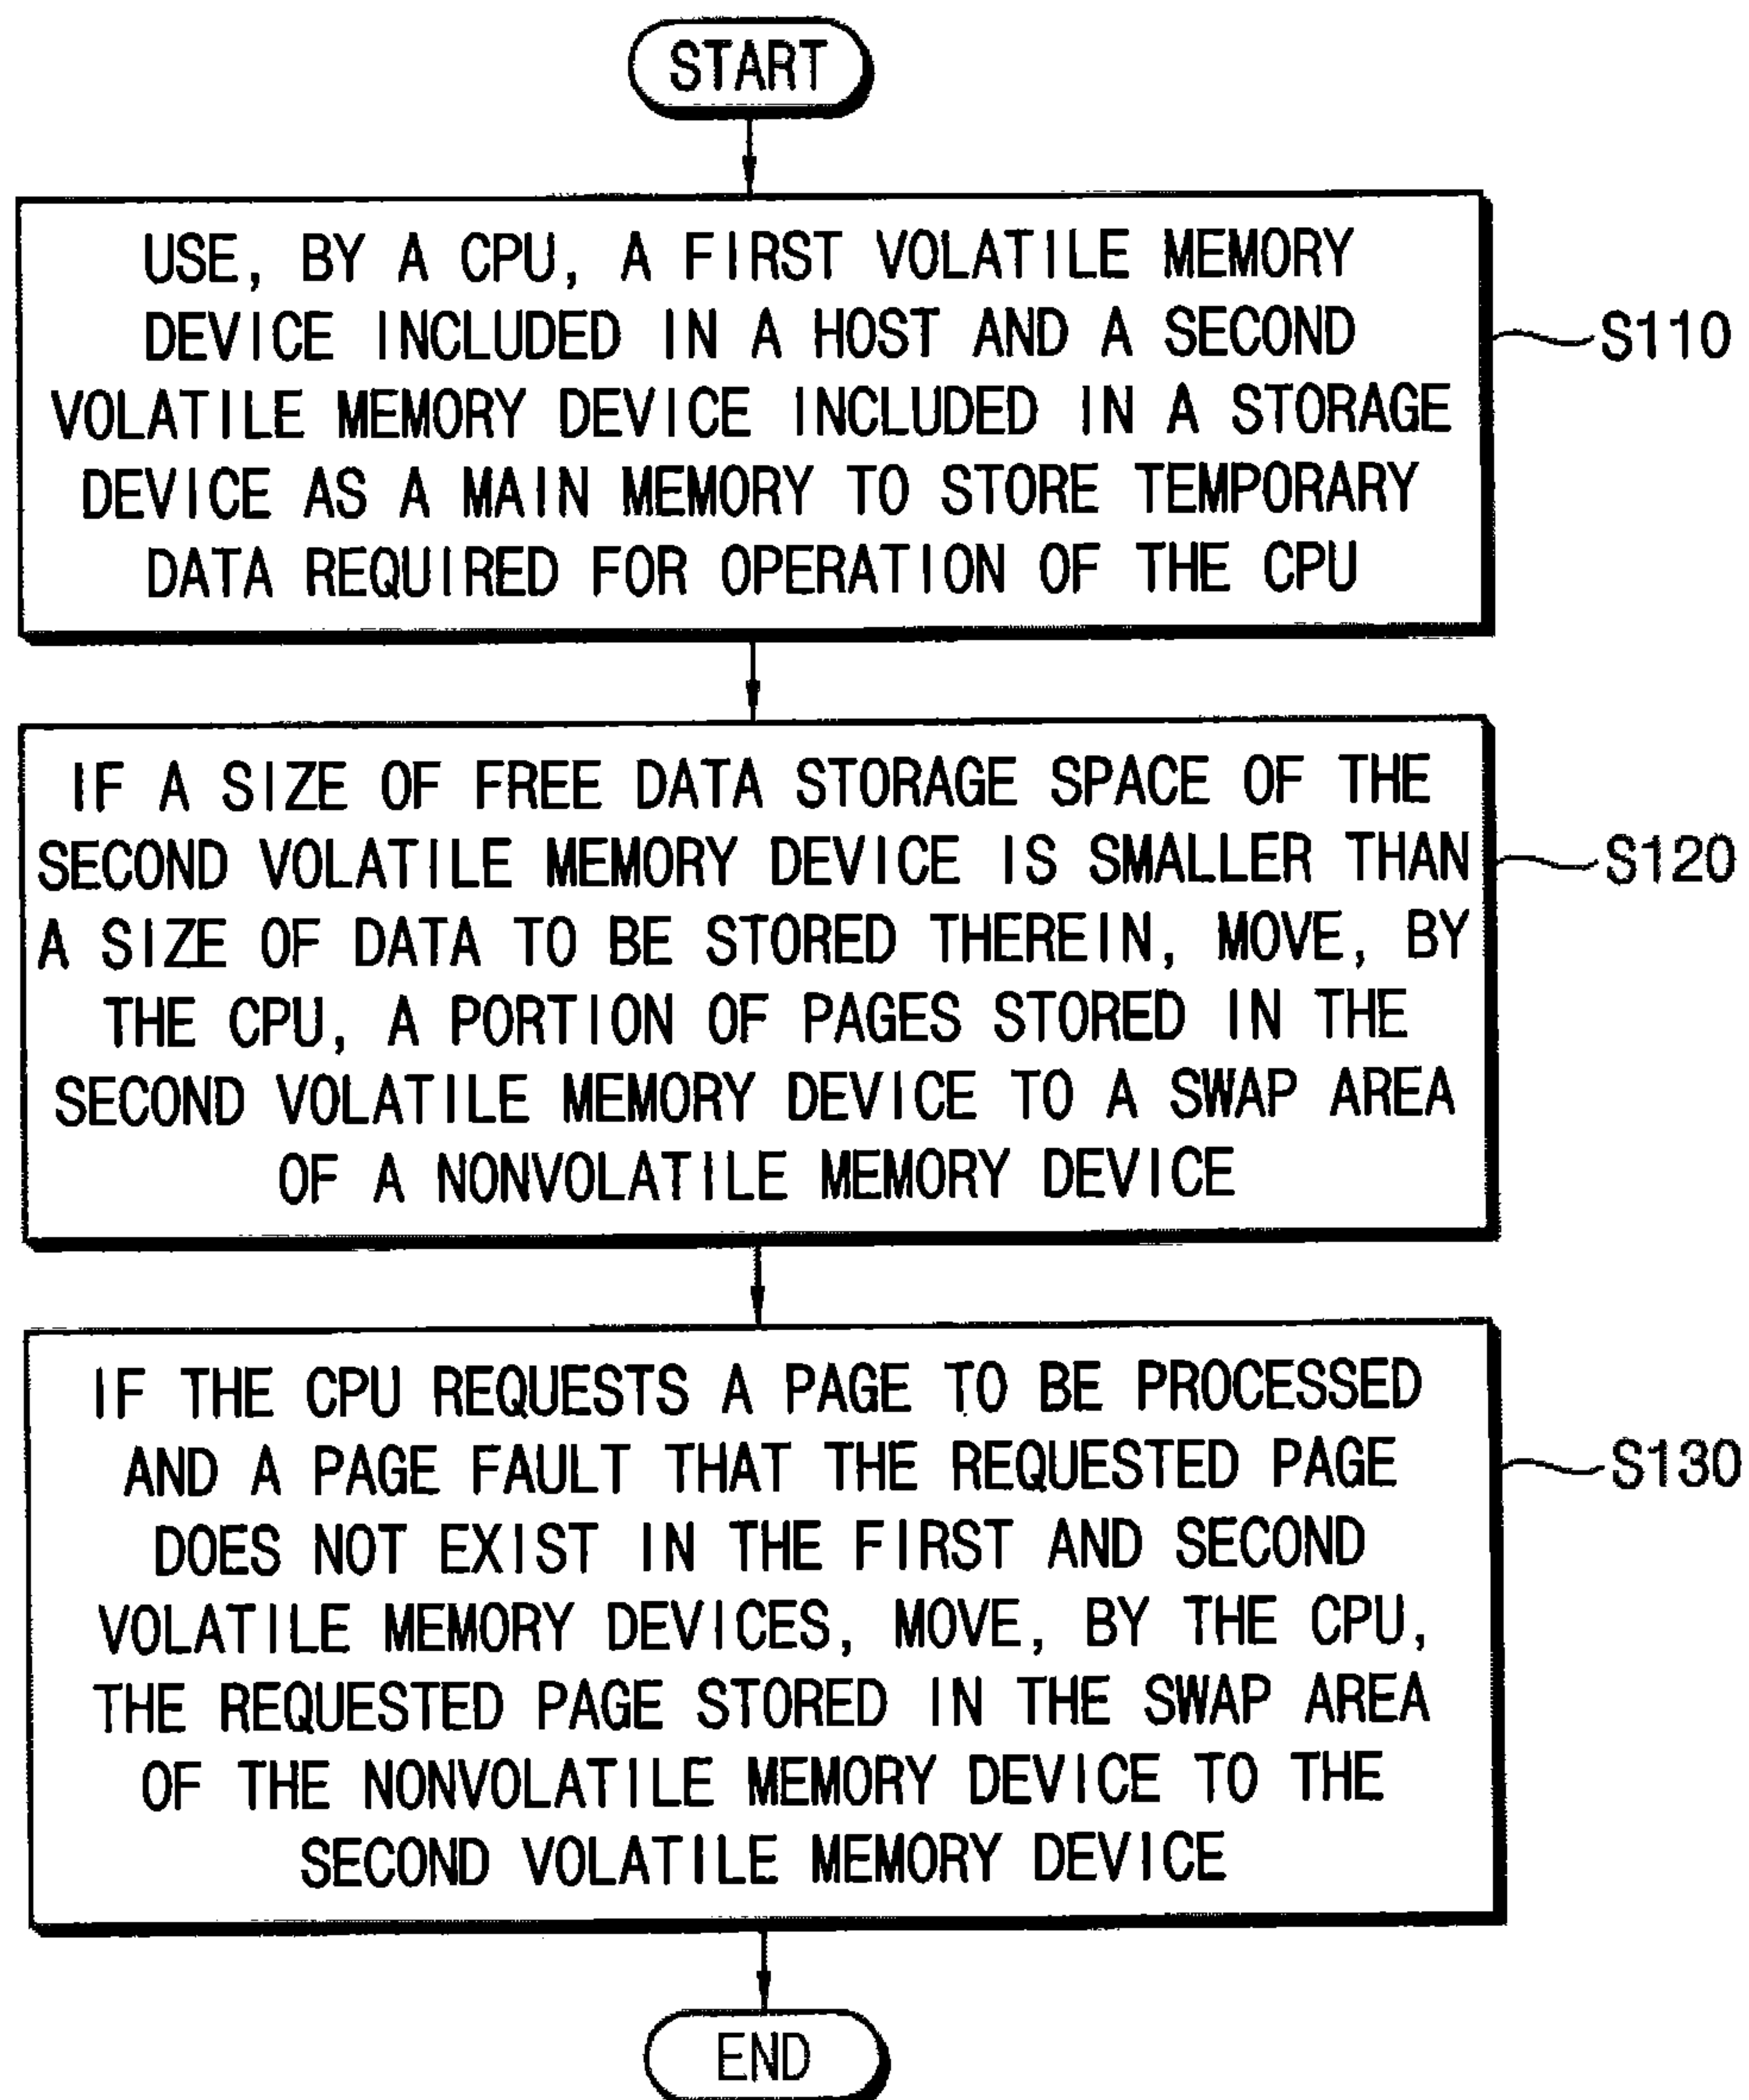 START
USE, BY A CPU, A FIRST VOLATILE MEMORY
DEVICE INCLUDED IN A HOST AND A SECOND
VOLATILE MEMORY DEVICE INCLUDED IN A STORAGE
DEVICE AS A MAIN MEMORY TO STORE TEMPORARY
DATA REQUIRED FOR OPERATION OF THE CPU
S110
IF A SIZE OF FREE DATA STORAGE SPACE OF THE
SECOND VOLATILE MEMORY DEVICE IS SMALLER THAN
A SIZE OF DATA TO BE STORED THEREIN, MOVE, BY
THE CPU, A PORTION OF PAGES STORED IN THE
SECOND VOLATILE MEMORY DEVICE TO A SWAP AREA
OF A NONVOLATILE MEMORY DEVICE
S120
IF THE CPU REQUESTS A PAGE TO BE PROCESSED
AND A PAGE FAULT THAT THE REQUESTED PAGE
DOES NOT EXIST IN THE FIRST AND SECOND
VOLATILE MEMORY DEVICES, MOVE, BY THE CPU,
THE REQUESTED PAGE STORED IN THE SWAP AREA
OF THE NONVOLATILE MEMORY DEVICE TO THE
SECOND VOLATILE MEMORY DEVICE
S130
END